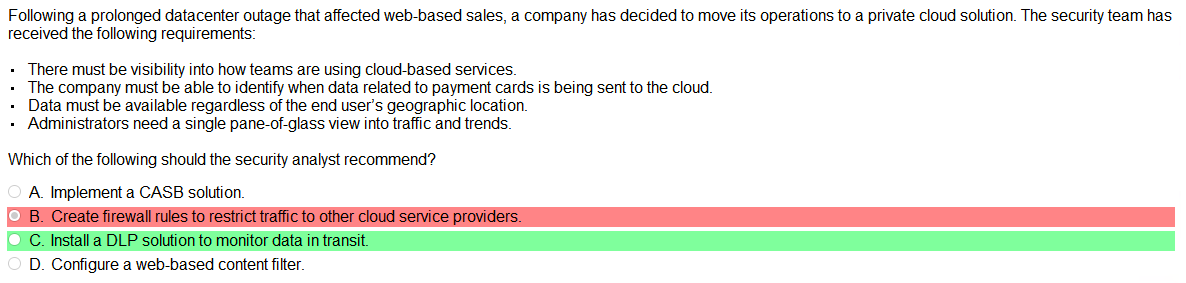 Following a prolonged datacenter outage that affected web-based sales, a company has decided to move its operations to a private cloud solution. The security team has
received the following requirements:
• There must be visibility into how teams are using cloud-based services.
• The company must be able to identify when data related to payment cards is being sent to the cloud.
• Data must be available regardless of the end user's geographic location.
• Administrators need a single pane-of-glass view into traffic and trends.
Which of the following should the security analyst recommend?
A. Implement a CASB solution.
B. Create firewall rules to restrict traffic to other cloud service providers.
C. Install a DLP solution to monitor data in transit.
D. Configure a web-based content filter.